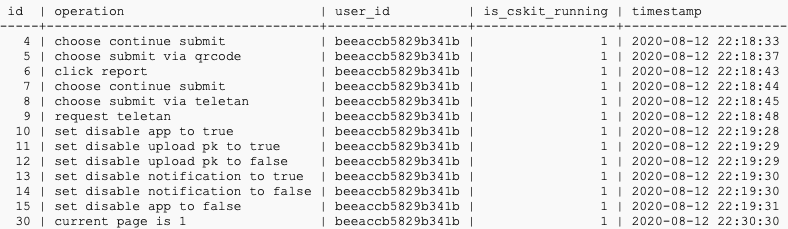 id | operation | user_id | is_cskit_running | timestamp
4 | choose continue submit | beeaccb5829b341b | 1 | 2020-08-12 22:18:33
5 | choose submit via qrcode | beeaccb5829b341b | 1 | 2020-08-12 22:18:37
6 | click report | beeaccb5829b341b | 1 | 2020-08-12 22:18:43
7 | choose continue submit | beeaccb5829b341b | 1 | 2020-08-12 22:18:44
8 | choose submit via teletan | beeaccb5829b341b | 1 | 2020-08-12 22:18:45
9 | request teletan | beeaccb5829b341b | 1 | 2020-08-12 22:18:48
10 | set disable app to true | beeaccb5829b341b | 1 | 2020-08-12 22:19:28
11 | set disable upload pk to true | beeaccb5829b341b | 1 | 2020-08-12 22:19:29
12 | set disable upload pk to false | beeaccb5829b341b | 1 | 2020-08-12 22:19:29
13 | set disable notification to true | beeaccb5829b341b | 1 | 2020-08-12 22:19:30
14 | set disable notification to false | beeaccb5829b341b | 1 | 2020-08-12 22:19:30
15 | set disable app to false | beeaccb5829b341b | 1 | 2020-08-12 22:19:31
30 | current page is 1 | beeaccb5829b341b | 1 | 2020-08-12 22:30:30